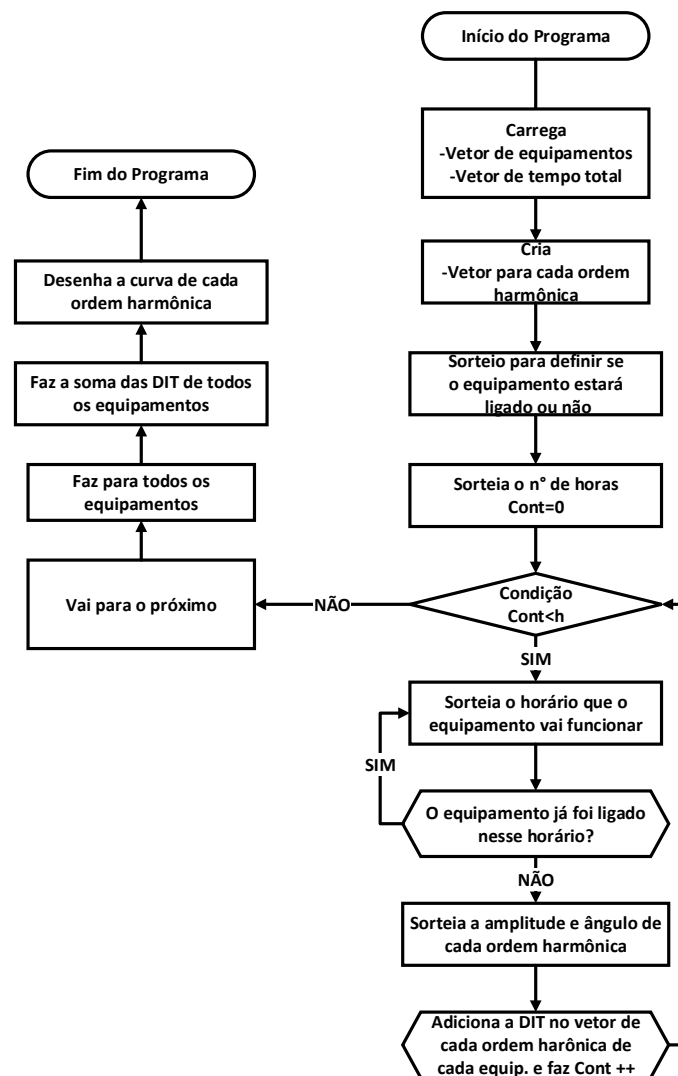 Início do Programa
Carrega
-Vetor de equipamentos
-Vetor de tempo total
Cria
-Vetor para cada ordem
harmônica
Sorteio para definir se
o equipamento estará
ligado ou não
Sorteia o n° de horas
Cont=0
Condição
Cont<h
NÃO
SIM
Sorteia o horário que o
equipamento vai funcionar
SIM
O equipamento já foi ligado
nesse horário?
NÃO
Sorteia a amplitude e ângulo de
cada ordem harmônica
Adiciona a DIT no vetor de
cada ordem harônica de
cada equip. e faz Cont ++
Vai para o próximo
Faz para todos os
equipamentos
Faz a soma das DIT de todos
os equipamentos
Desenha a curva de cada
ordem harmônica
Fim do Programa